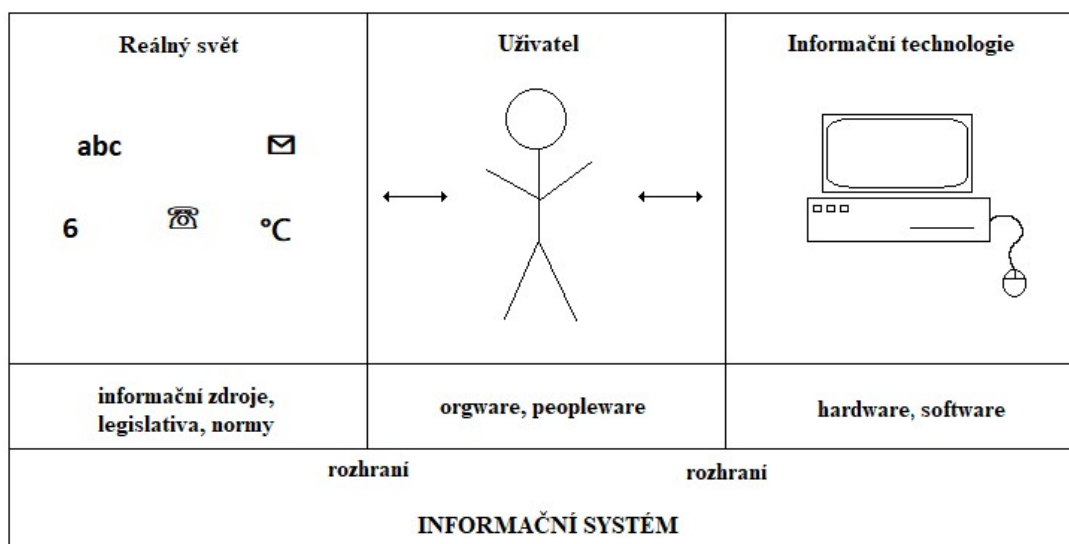 Reálný svět
Uživatel
Informační technologie
abc
6
°C
informační zdroje,
legislativa, normy
orgware, peopleware
hardware, software
rozhraní
rozhraní
INFORMAČNÍ SYSTÉM